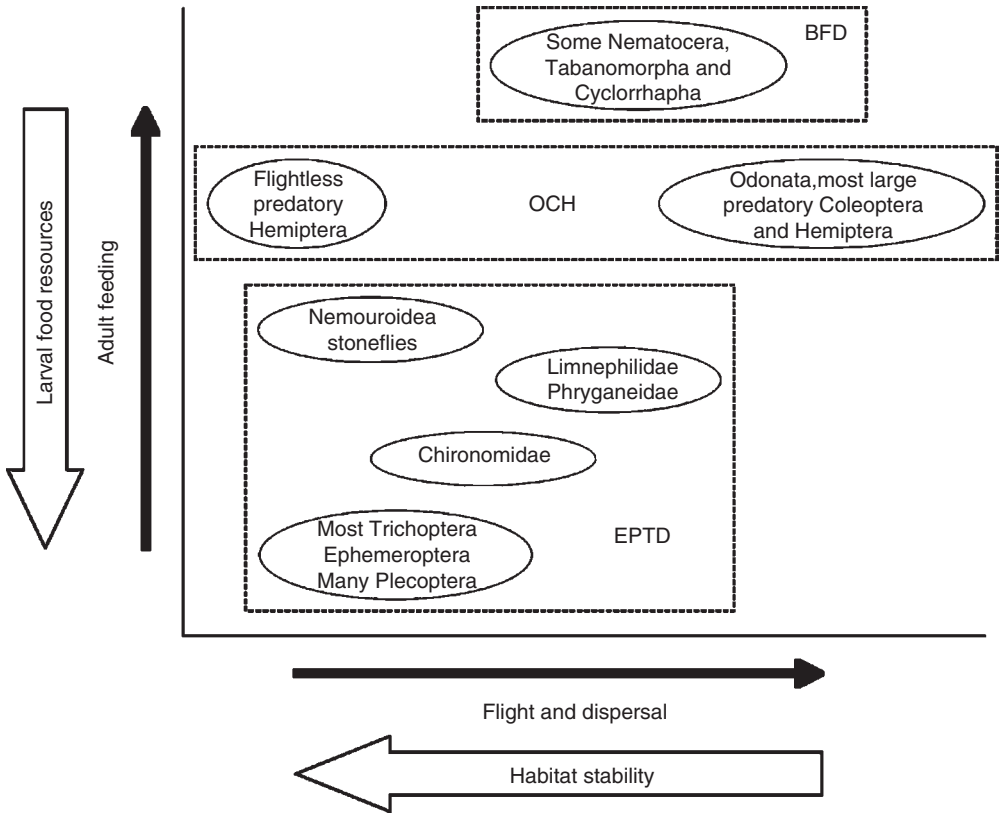 Some Nematocera,
Tabanomorpha and
Cyclorrhapha
BFD
Flightless
predatory
Hemiptera
OCH
Odonata,most large
predatory Coleoptera
and Hemiptera
Larval food resources
Adult feeding
Nemouroidea
stoneflies
Limnephilidae
Phryganeidae
Chironomidae
Most Trichoptera
Ephemeroptera
Many Plecoptera
EPTD
Flight and dispersal
Habitat stability